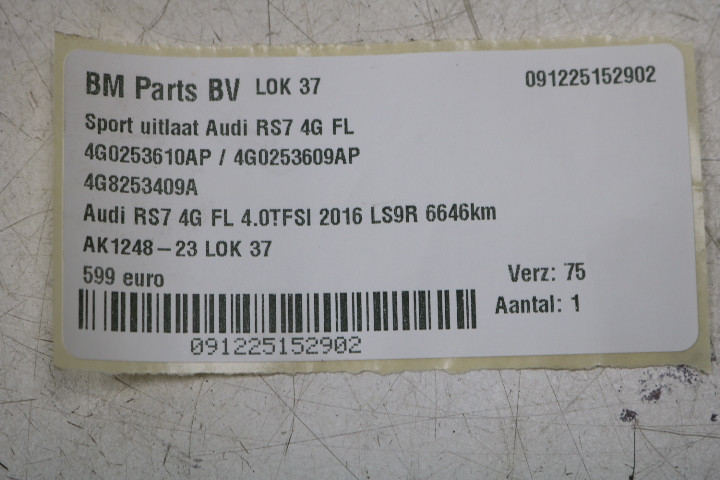 BM Parts BV LOK 37 091225152902
Sport uitlaat Audi RS7 4G FL
4G0253610AP / 4G0253609AP
4G8253409A
Audi RS7 4G FL 4.0TFSI 2016 LS9R 6646km
AK1248-23 LOK 37
599 euro Verz: 75
Aantal: 1
091225152902